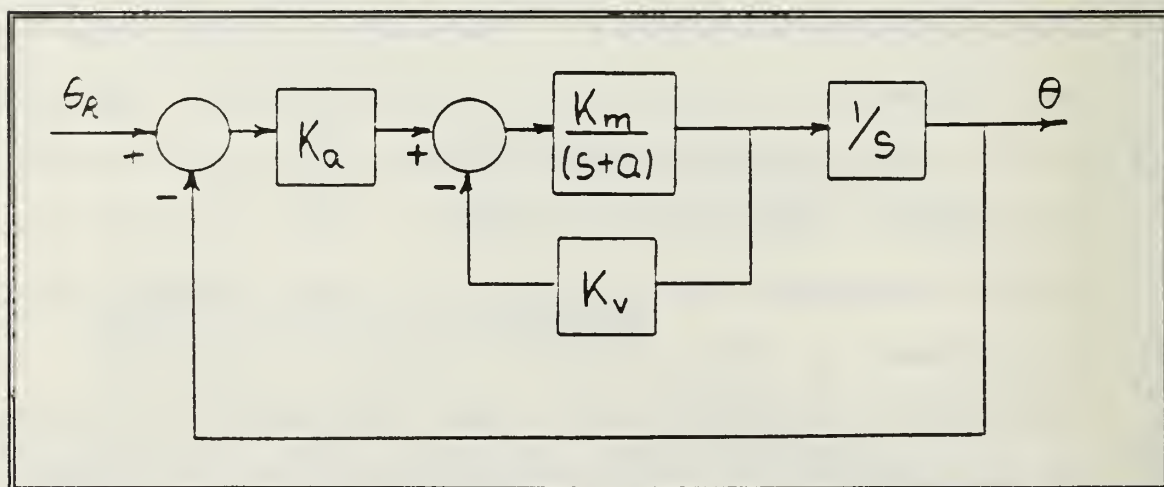 θR
+
-
Ka
+
-
Km
(s+a)
Kv
1/s
θ